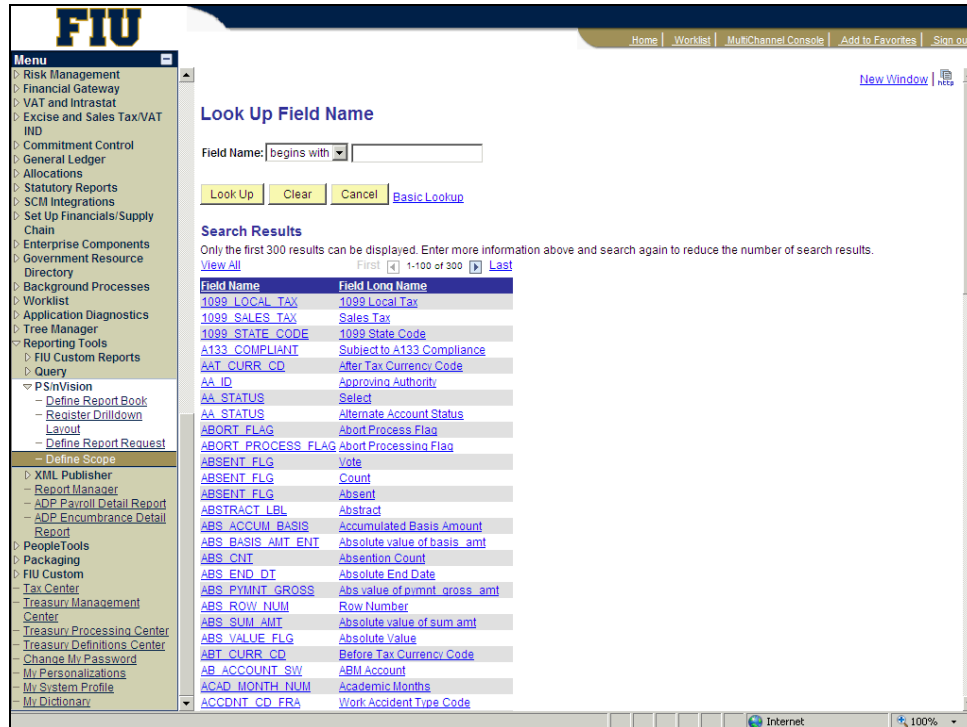 FIU
Home | Worklist | MultiChannel Console | Add to Favorites | Sign ou
Menu
Risk Management
Financial Gateway
VAT and Intrastat
Excise and Sales Tax/VAT
IND
Commitment Control
General Ledger
Allocations
Statutory Reports
SCM Integrations
Set Up Financials/Supply
Chain
Enterprise Components
Government Resource
Directory
Background Processes
Worklist
Application Diagnostics
Tree Manager
Reporting Tools
FIU Custom Reports
Query
PS/nVision
– Define Report Book
– Register Drilldown
Layout
– Define Report Request
– Define Scope
XML Publisher
– Report Manager
– ADP Payroll Detail Report
– ADP Encumbrance Detail
Report
PeopleTools
Packaging
FIU Custom
– Tax Center
– Treasury Management
Center
– Treasury Processing Center
– Treasury Definitions Center
– Change My Password
– My Personalizations
– My System Profile
– My Dictionary
New Window | http
Look Up Field Name
Field Name: begins with
Look Up Clear Cancel Basic Lookup
Search Results
Only the first 300 results can be displayed. Enter more information above and search again to reduce the number of search results.
View All First 1-100 of 300 Last
Field Name Field Long Name
1099_LOCAL_TAX 1099 Local Tax
1099_SALES_TAX Sales Tax
1099_STATE_CODE 1099 State Code
A133_COMPLIANT Subject to A133 Compliance
AAT_CURR_CD After Tax Currency Code
AA_ID Approving Authority
AA_STATUS Select
AA_STATUS Alternate Account Status
ABORT_FLAG Abort Process Flag
ABORT_PROCESS_FLAG Abort Processing Flag
ABSENT_FLG Vote
ABSENT_FLG Count
ABSENT_FLG Absent
ABSTRACT_LBL Abstract
ABS_ACCUM_BASIS Accumulated Basis Amount
ABS_BASIS_AMT_ENT Absolute value of basis_amt
ABS_CNT Absention Count
ABS_END_DT Absolute End Date
ABS_PYMNT_GROSS Abs value of pymnt_gross_amt
ABS_ROW_NUM Row Number
ABS_SUM_AMT Absolute value of sum amt
ABS_VALUE_FLG Absolute Value
ABT_CURR_CD Before Tax Currency Code
AB_ACCOUNT_SW ABM Account
ACAD_MONTH_NUM Academic Months
ACCDNT_CD_FRA Work Accident Type Code
Internet 100%